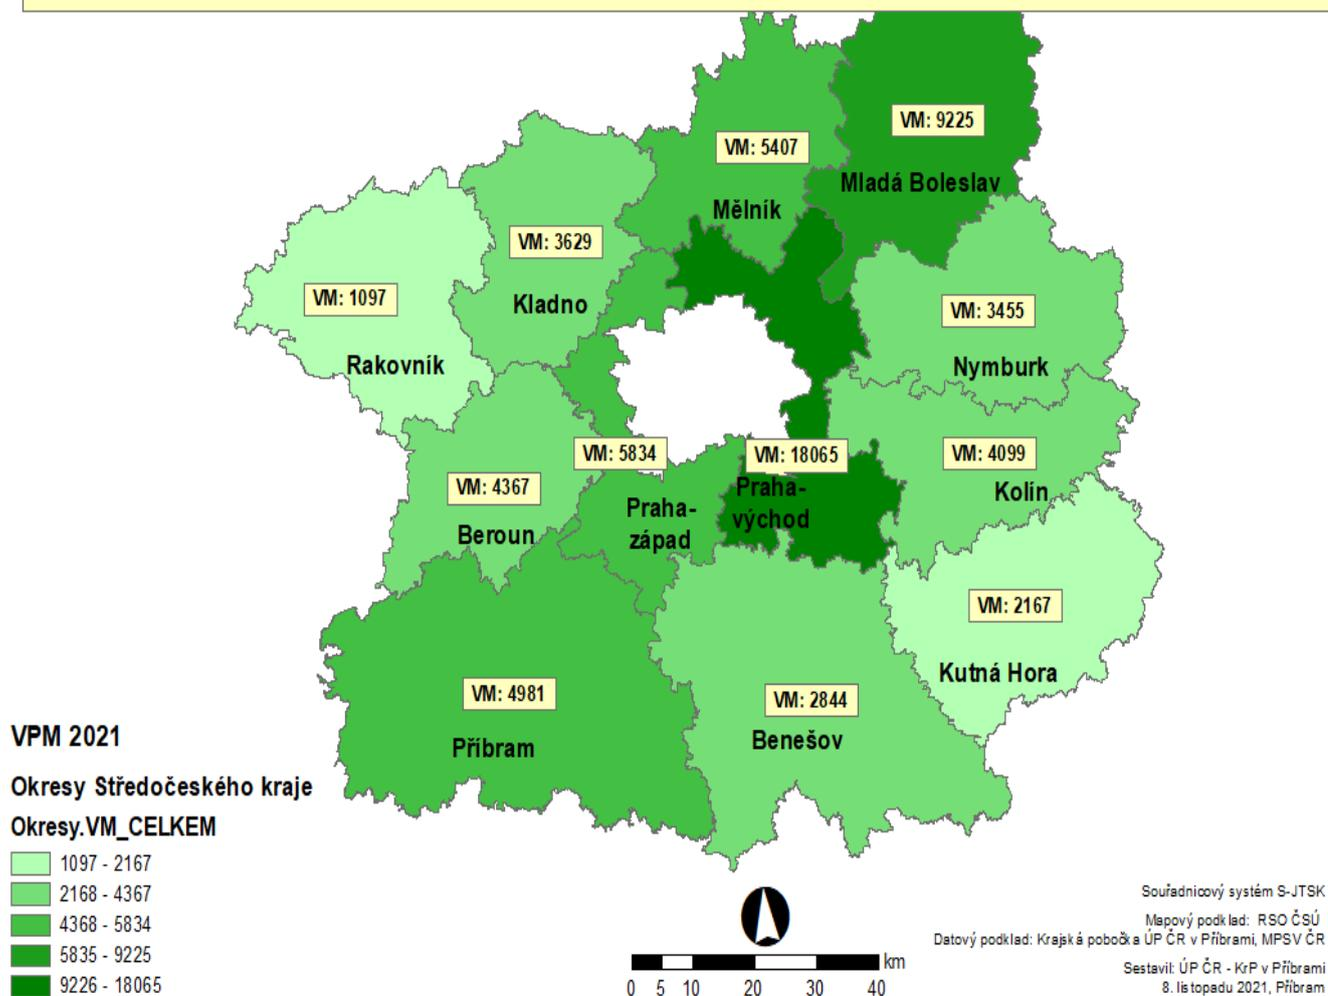 VM: 9225
VM: 5407
Mladá Boleslav
Mělník
VM: 3629
VM: 1097
Kladno
VM: 3455
Rakovník
Nymburk
VM: 5834
VM: 18065
VM: 4099
VM: 4367
Praha-
východ
Kolín
Praha-
západ
Beroun
VM: 2167
Kutná Hora
VM: 4981
VM: 2844
Příbram
Benešov
VPM 2021
Okresy Středočeského kraje
Okresy.VM_CELKEM
1097 - 2167
2168 - 4367
4368 - 5834
5835 - 9225
9226 - 18065
km
0 5 10 20 30 40
Souřadnicový systém S-JTSK
Mapový podklad: RSO ČSÚ
Datový podklad: Krajská pobočka ÚP ČR v Příbrami, MPSV ČR
Sestavil: ÚP ČR - KrP v Příbrami
8. listopadu 2021, Příbram